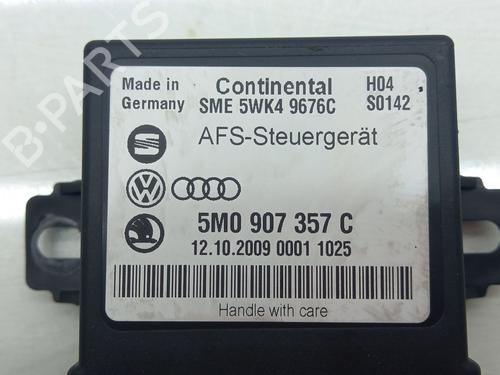 B-PARTS
Made in Germany
Continental
SME 5WK4 9676C
H04
S0142
AFS-Steuergerät
5M0 907 357 C
12.10.2009 0001 1025
Handle with care